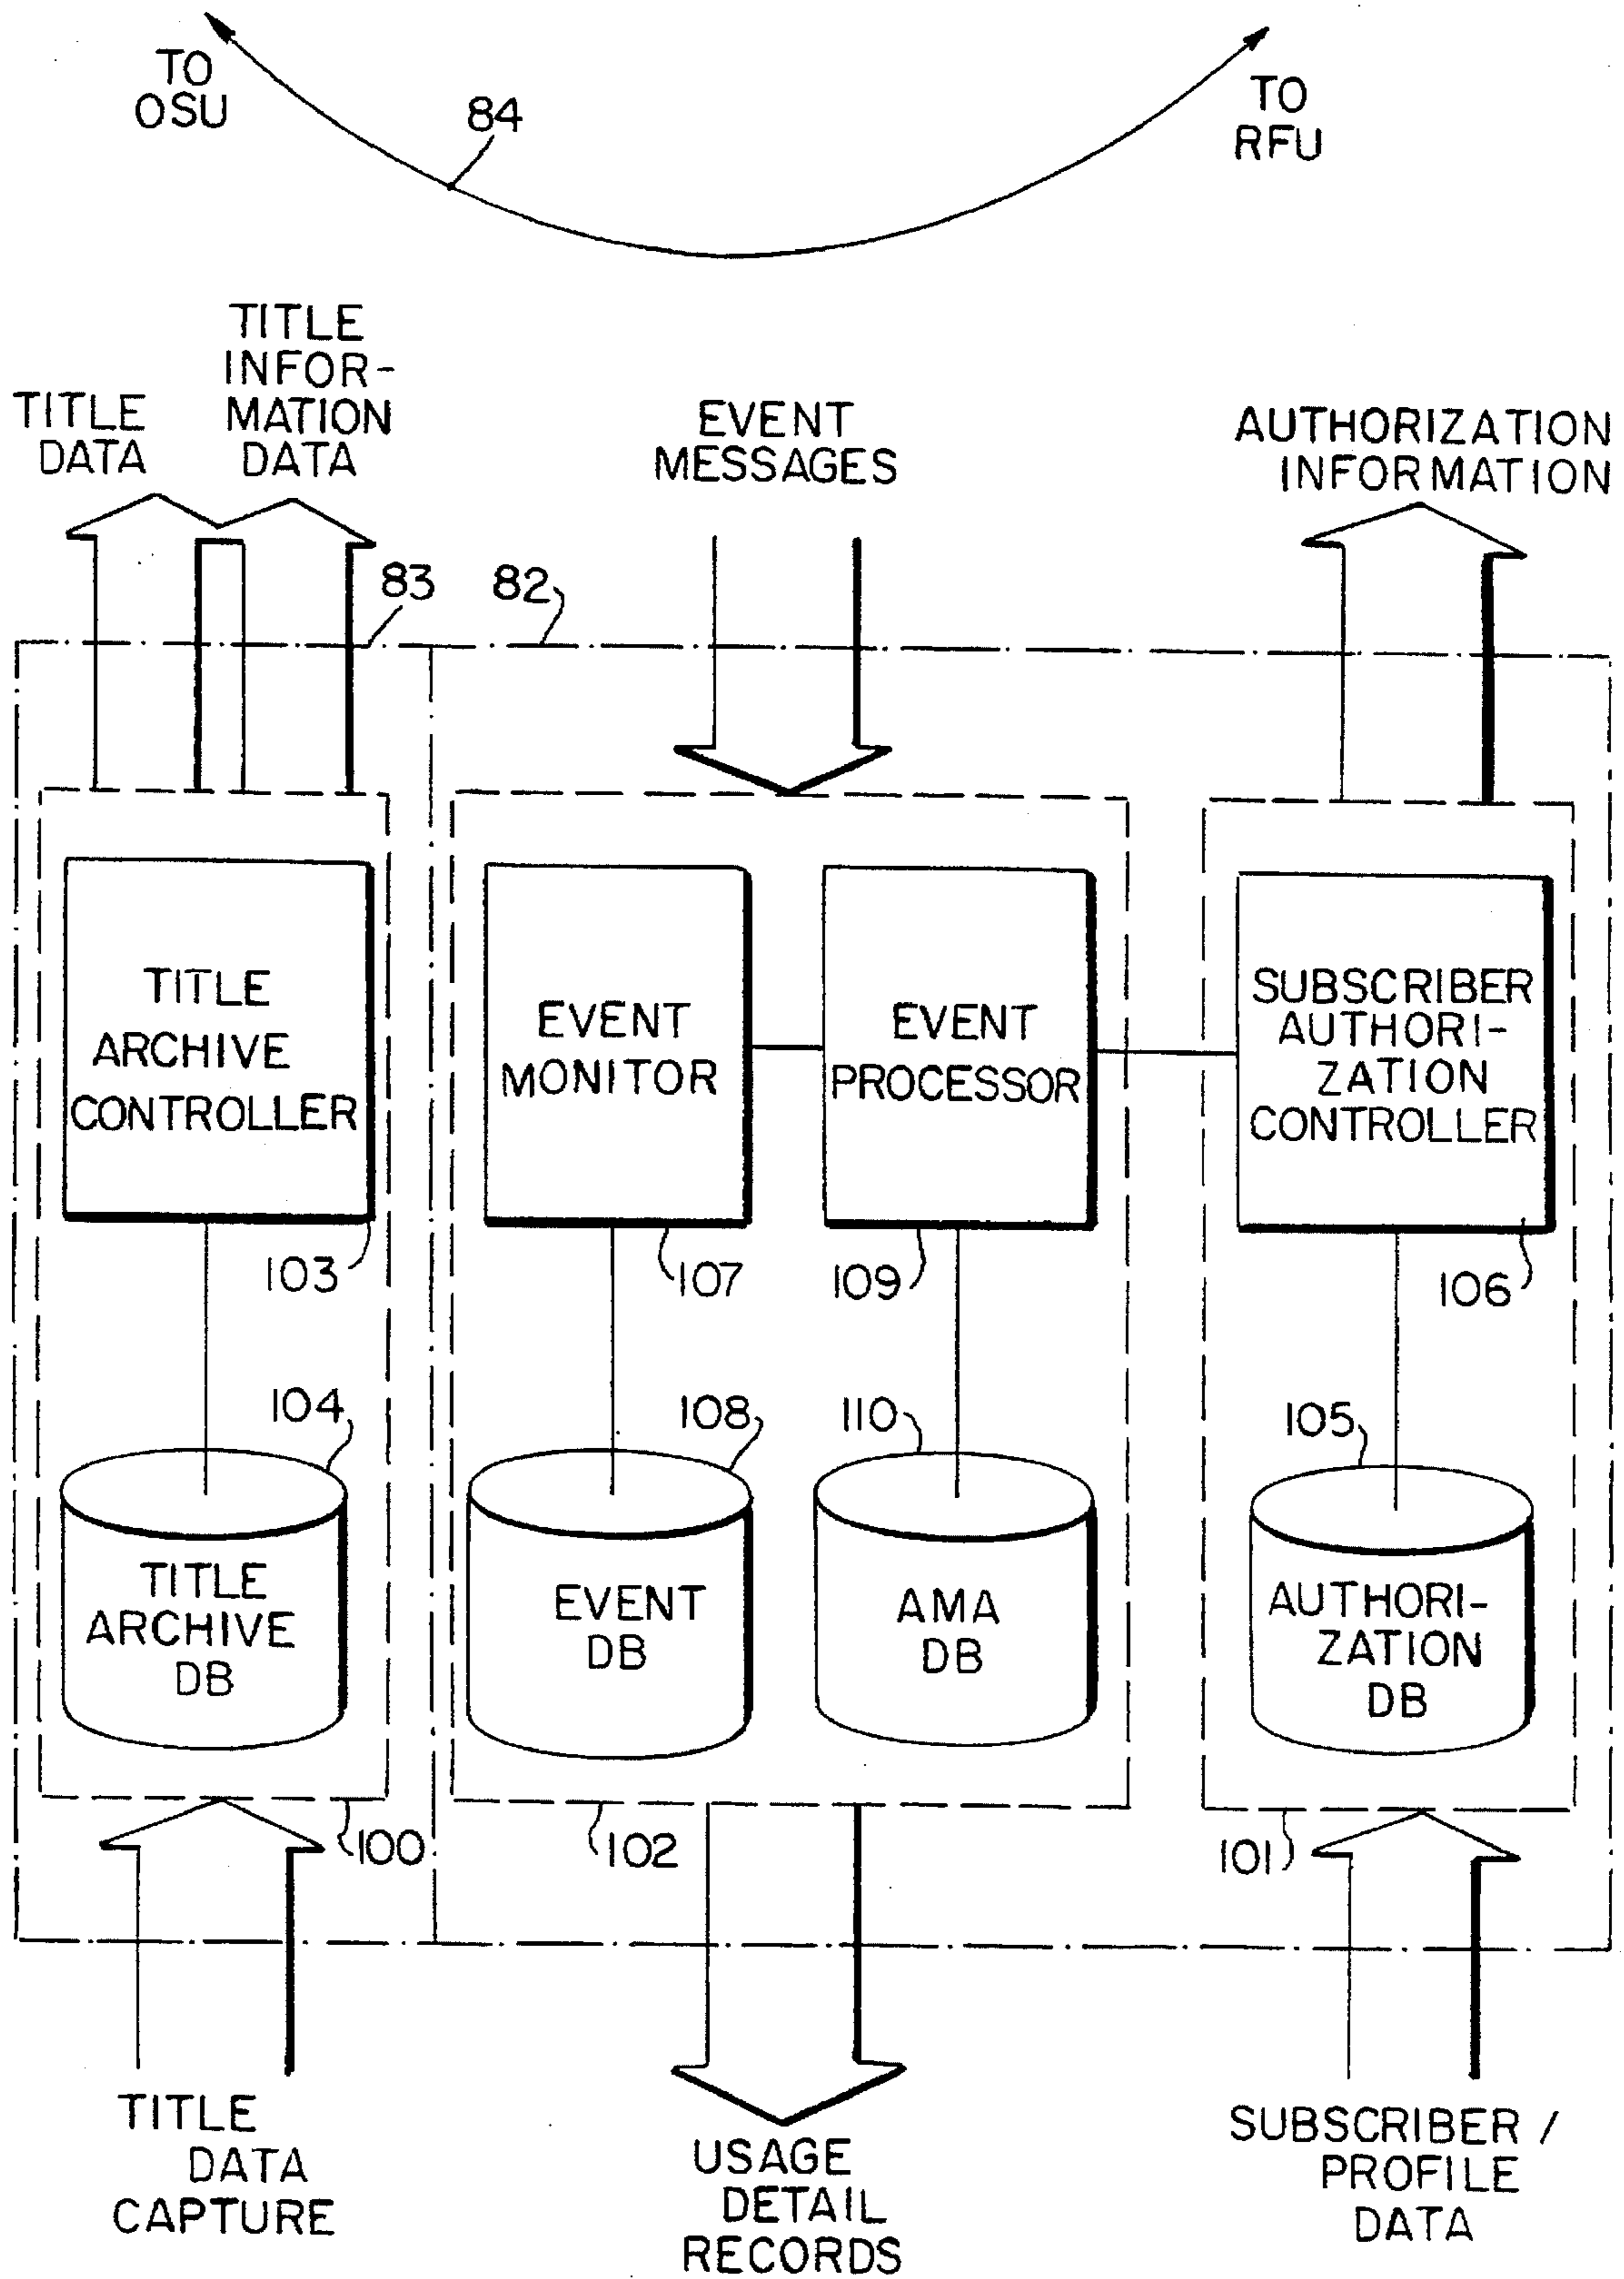 TO
OSU
84
TO
RFU
TITLE
DATA
TITLE
INFOR-
MATION
DATA
EVENT
MESSAGES
AUTHORIZATION
INFORMATION
83
82
TITLE
ARCHIVE
CONTROLLER
EVENT
MONITOR
EVENT
PROCESSOR
SUBSCRIBER
AUTHORI-
ZATION
CONTROLLER
103
107
109
106
104
108
110
105
TITLE
ARCHIVE
DB
EVENT
DB
AMA
DB
AUTHORI-
ZATION
DB
100
102
101
TITLE
DATA
CAPTURE
USAGE
DETAIL
RECORDS
SUBSCRIBER /
PROFILE
DATA